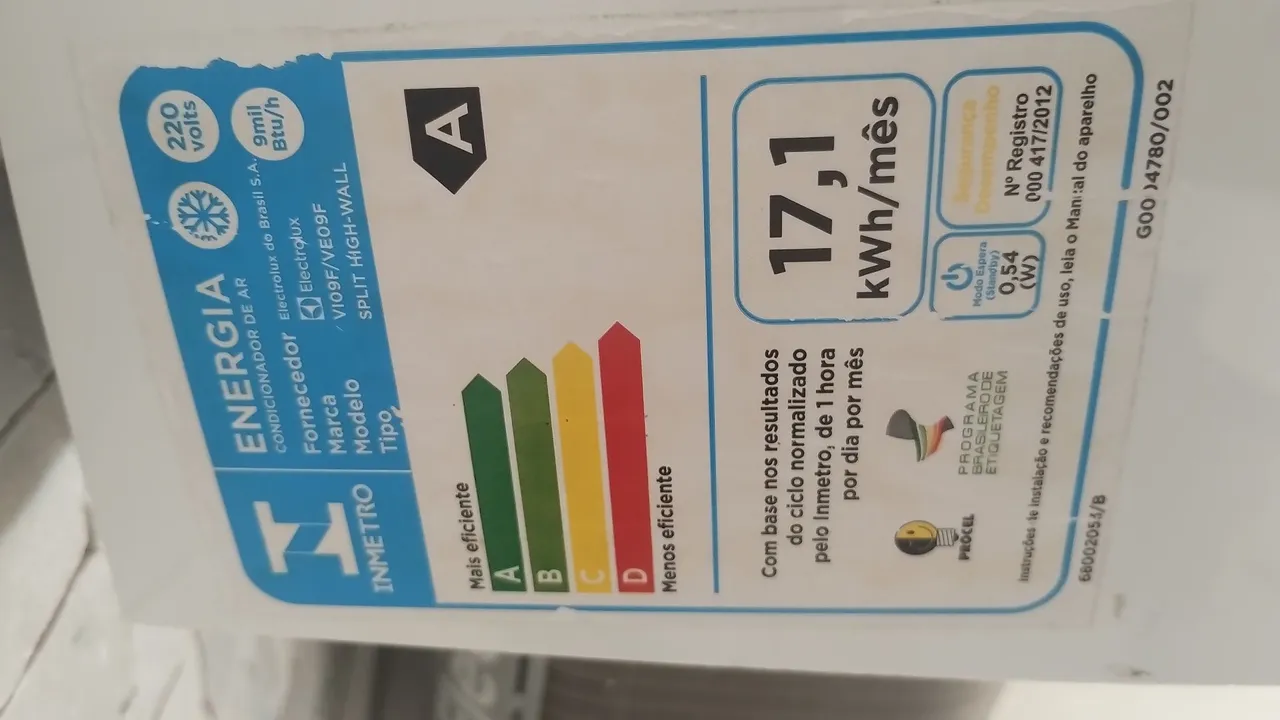 INMETRO
ENERGIA
CONDICIONADOR DE AR
220
volts
9mil
Btu/h
Fornecedor Electrolux do Brasil S.A.
Marca Electrolux
Modelo VI09F/VE09F
Tipo SPLIT HIGH-WALL
Mais eficiente
A
A
B
C
D
Menos eficiente
Com base nos resultados
do ciclo normalizado
pelo Inmetro, de 1 hora
por dia por mês
17,1
kWh/mês
PROCEL
PROGRAMA
BRASILEIRO DE
ETIQUETAGEM
Modo Espera
(Standby)
0,54
(W)
Segurança
Desempenho
Nº Registro
000 417/2012
Instruções de instalação e recomendações de uso, leia o Manual do aparelho
G00 4780/002